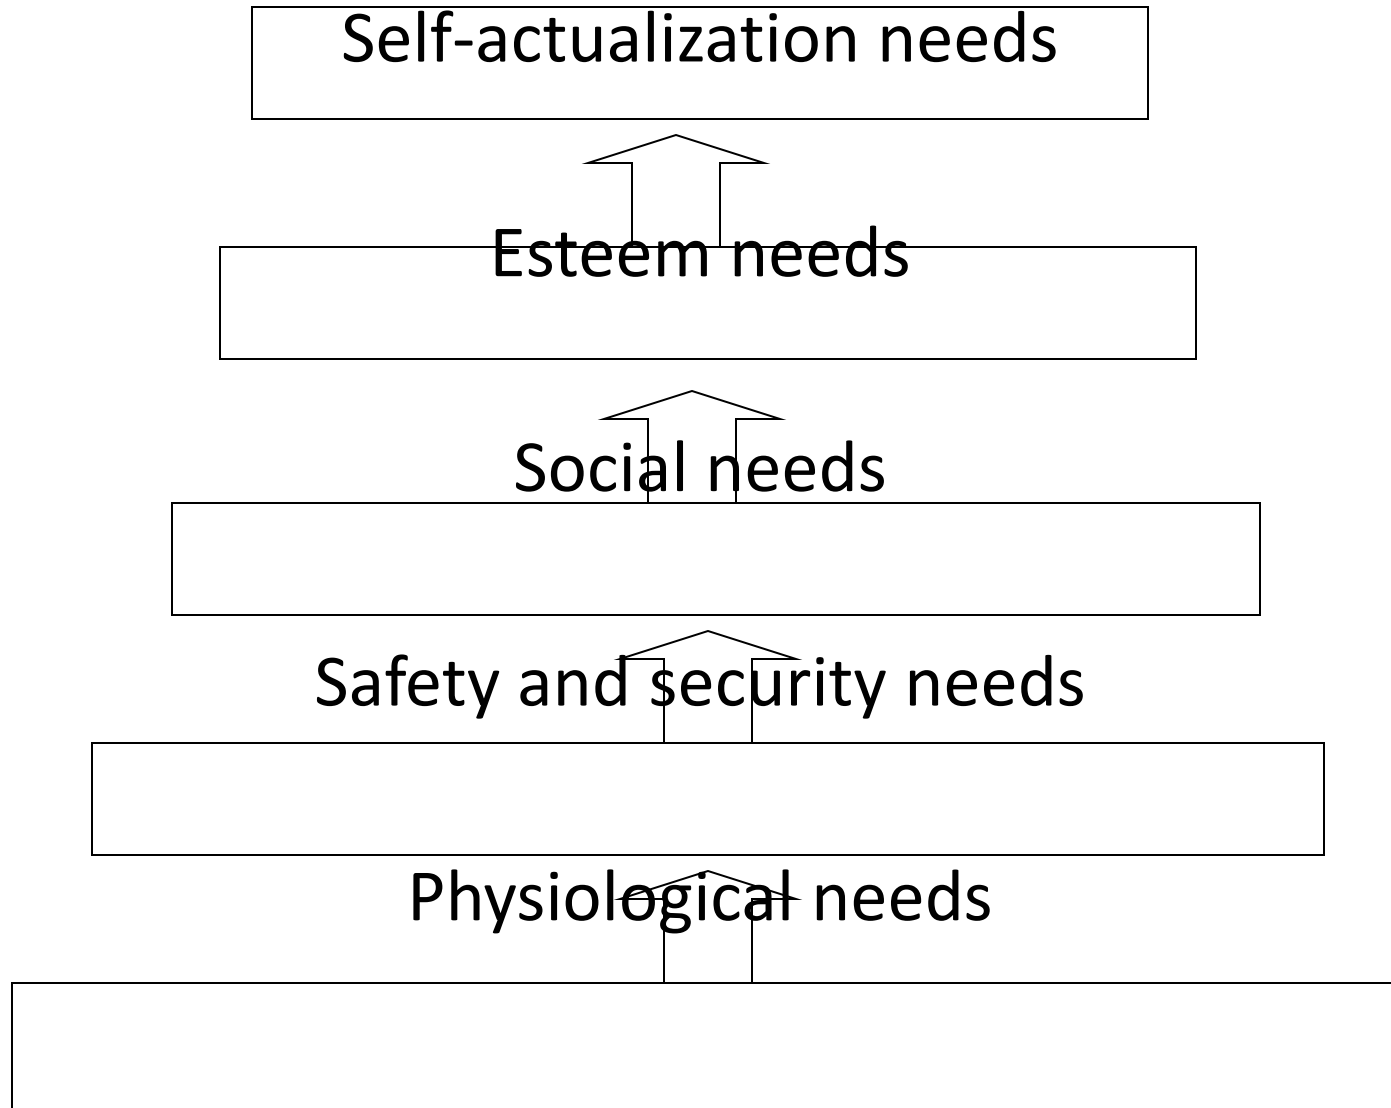 Self-actualization needs
Esteem needs
Social needs
Safety and security needs
Physiological needs